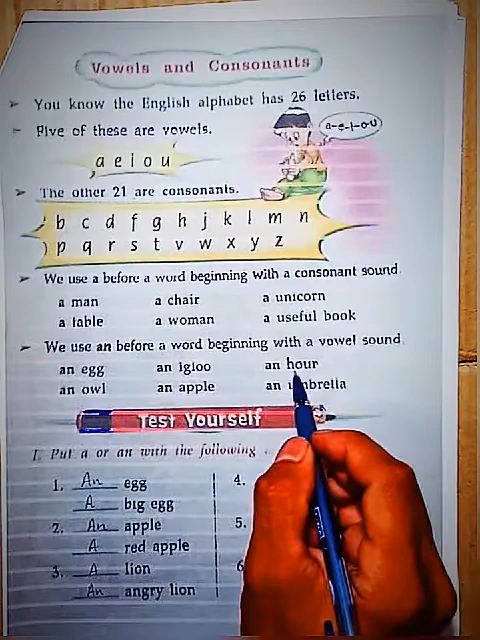 Vowels and Consonants
➢ You know the English alphabet has 26 letters.
➢ Five of these are vowels.
a-e-i-o-u
a e i o u
➢ The other 21 are consonants.
b c d f g h j k l m n
p q r s t v w x y z
➢ We use a before a word beginning with a consonant sound.
a man a chair a unicorn
a table a woman a useful book
➢ We use an before a word beginning with a vowel sound.
an egg an igloo an hour
an owl an apple an umbrella
Test Yourself
I. Put a or an with the following
1. An egg 4.
A big egg
2. An apple 5.
A red apple
3. A lion 6
An angry lion